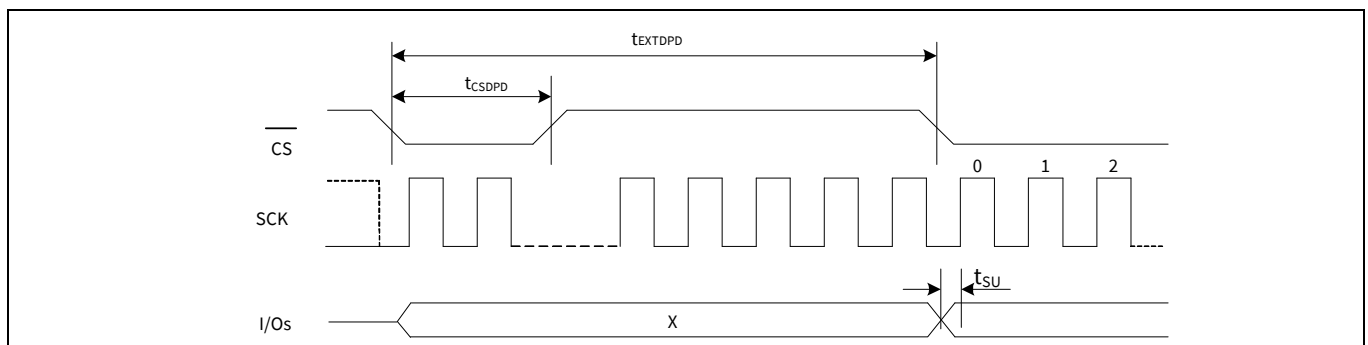 tEXTDPD
tCSDPD
CS
0 1 2
SCK
tSU
I/Os X